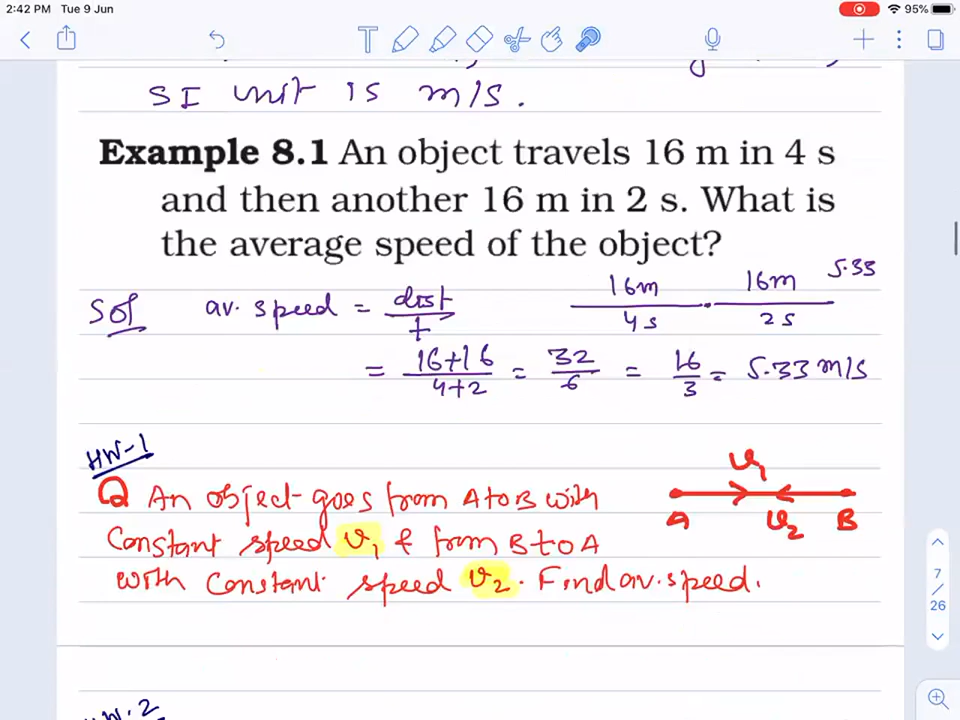 2:42 PM Tue 9 Jun
95%
SI unit is m/s.
Example 8.1 An object travels 16 m in 4 s
and then another 16 m in 2 s. What is
the average speed of the object?
Sol av. speed = dist/t
16m/4s 16m/2s 5.33
= 16+16/4+2 = 32/6 = 16/3 = 5.33 m/s
HW-1
Q An object goes from A to B with
Constant speed v₁ & from B to A
with constant speed v₂. Find av. speed.
v₁
A v₂ B
7
/
26
HW-2